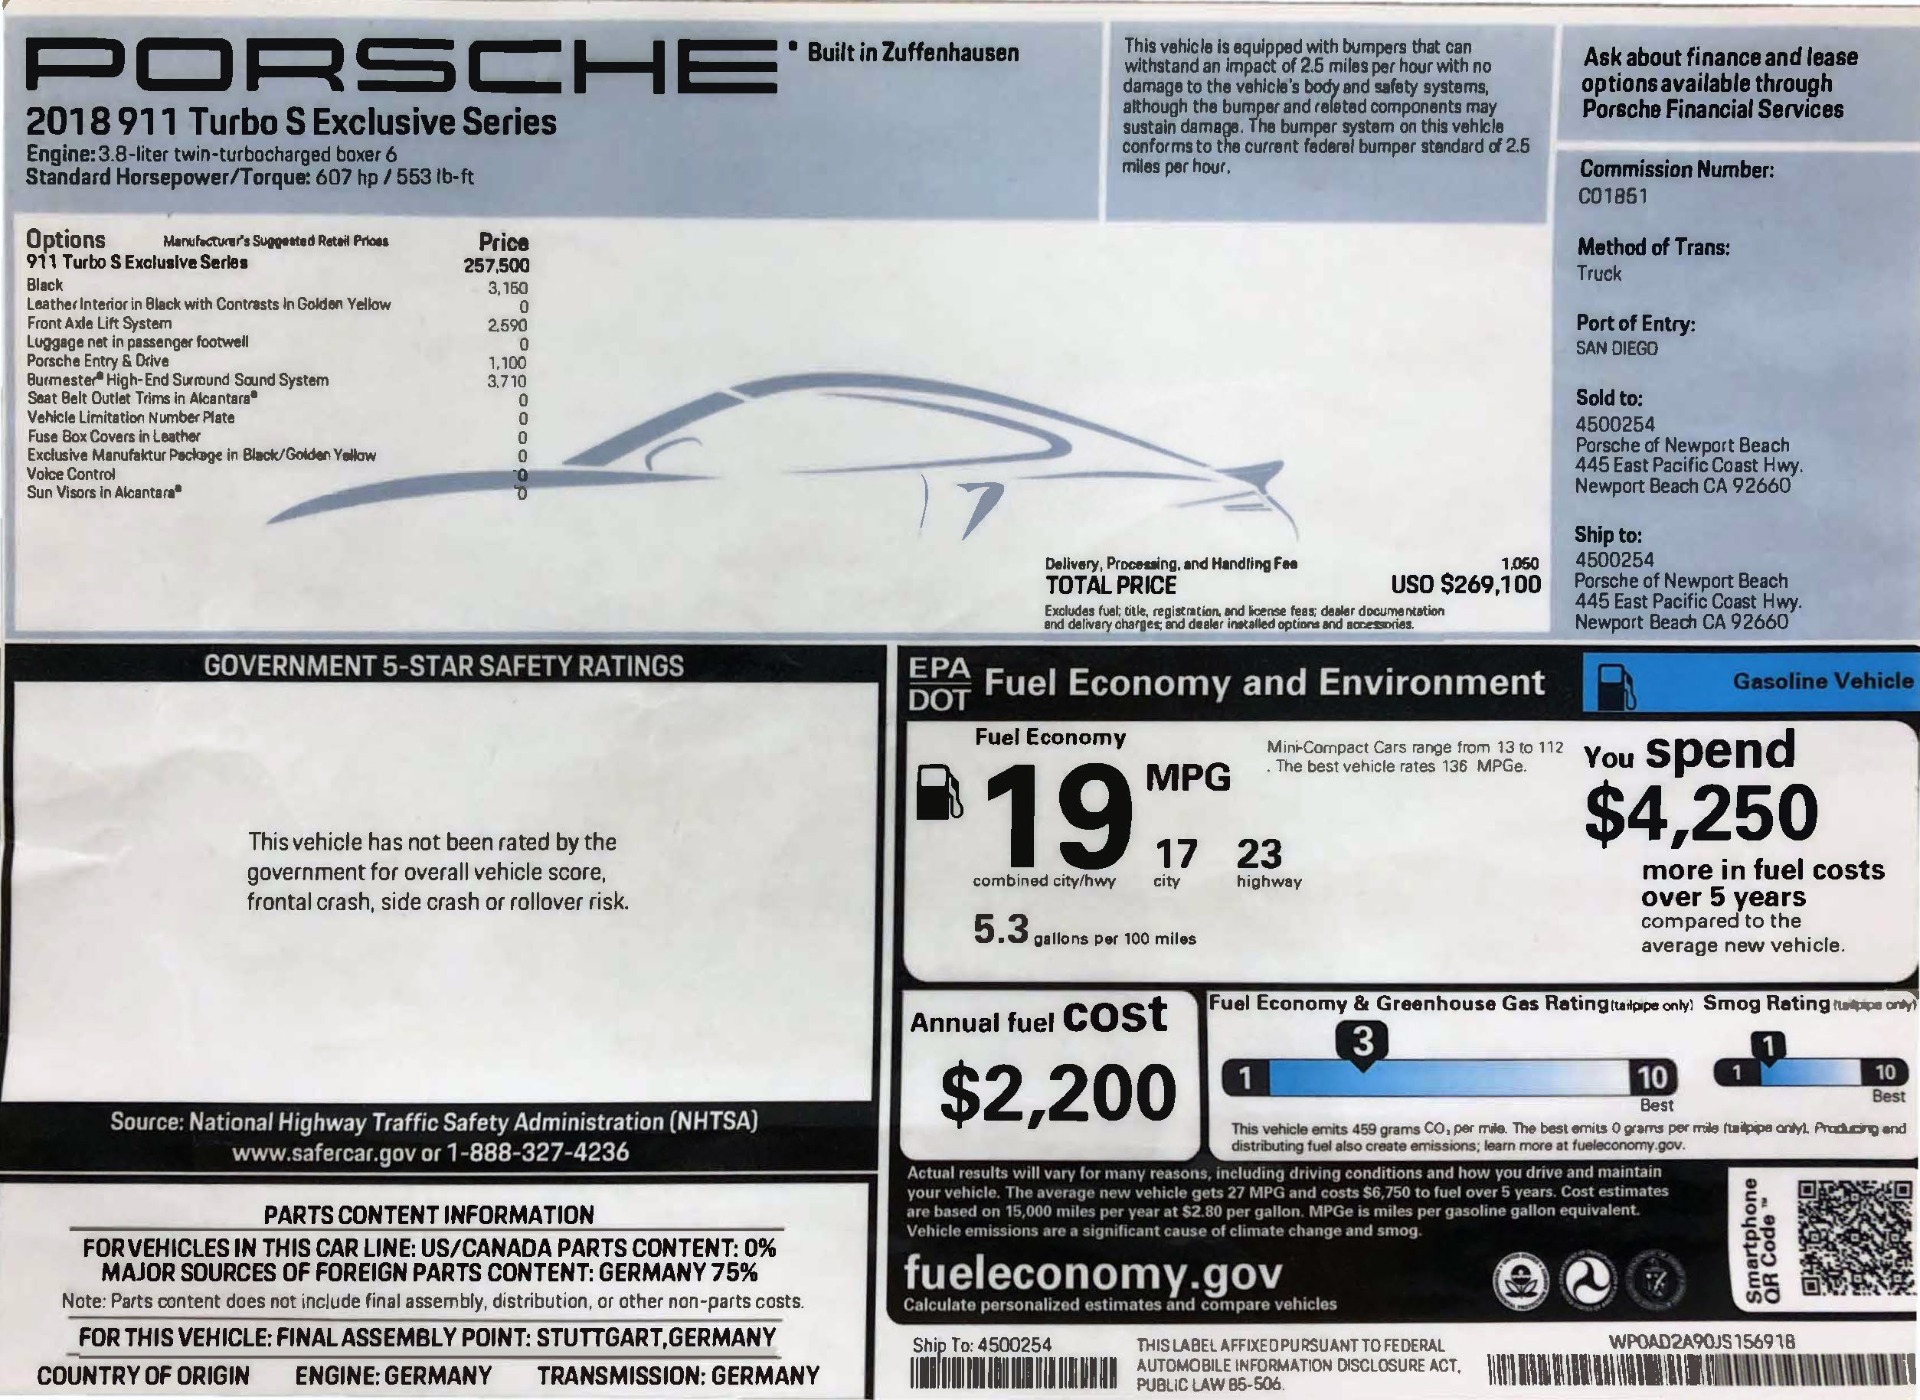 PORSCHE
Built in Zuffenhausen
2018 911 Turbo S Exclusive Series
Engine: 3.8-liter twin-turbocharged boxer 6
Standard Horsepower/Torque: 607 hp / 553 lb-ft
This vehicle is equipped with bumpers that can
withstand an impact of 2.5 miles per hour with no
damage to the vehicle's body and safety systems,
although the bumper and related components may
sustain damage. The bumper system on this vehicle
conforms to the current federal bumper standard of 2.5
miles per hour.
Ask about finance and lease
options available through
Porsche Financial Services
Commission Number:
C01851
Method of Trans:
Truck
Port of Entry:
SAN DIEGO
Sold to:
4500254
Porsche of Newport Beach
445 East Pacific Coast Hwy.
Newport Beach CA 92660
Ship to:
4500254
Porsche of Newport Beach
445 East Pacific Coast Hwy.
Newport Beach CA 92660
Options Manufacturer's Suggested Retail Prices Price
911 Turbo S Exclusive Series 257,500
Black 3,150
Leather Interior in Black with Contrasts in Golden Yellow 0
Front Axle Lift System 2,590
Luggage net in passenger footwell 0
Porsche Entry & Drive 1,100
Burmester® High-End Surround Sound System 3,710
Seat Belt Outlet Trims in Alcantara® 0
Vehicle Limitation Number Plate 0
Fuse Box Covers in Leather 0
Exclusive Manufaktur Package in Black/Golden Yellow 0
Voice Control 0
Sun Visors in Alcantara® 0
Delivery, Processing, and Handling Fee 1,050
TOTAL PRICE USD $269,100
Excludes fuel; title, registration, and license fees; dealer documentation
and delivery charges; and dealer installed options and accessories.
GOVERNMENT 5-STAR SAFETY RATINGS
This vehicle has not been rated by the
government for overall vehicle score,
frontal crash, side crash or rollover risk.
Source: National Highway Traffic Safety Administration (NHTSA)
www.safercar.gov or 1-888-327-4236
PARTS CONTENT INFORMATION
FOR VEHICLES IN THIS CAR LINE: US/CANADA PARTS CONTENT: 0%
MAJOR SOURCES OF FOREIGN PARTS CONTENT: GERMANY 75%
Note: Parts content does not include final assembly, distribution, or other non-parts costs.
FOR THIS VEHICLE: FINAL ASSEMBLY POINT: STUTTGART, GERMANY
COUNTRY OF ORIGIN ENGINE: GERMANY TRANSMISSION: GERMANY
EPA
DOT
Fuel Economy and Environment
Gasoline Vehicle
Fuel Economy
19 MPG
combined city/hwy
17
city
23
highway
5.3 gallons per 100 miles
Mini-Compact Cars range from 13 to 112
. The best vehicle rates 136 MPGe.
You spend
$4,250
more in fuel costs
over 5 years
compared to the
average new vehicle.
Annual fuel cost
$2,200
Fuel Economy & Greenhouse Gas Rating (tailpipe only)
3
1 10
Best
Smog Rating (tailpipe only)
1
1 10
Best
This vehicle emits 459 grams CO₂ per mile. The best emits 0 grams per mile (tailpipe only). Producing and
distributing fuel also create emissions; learn more at fueleconomy.gov.
Actual results will vary for many reasons, including driving conditions and how you drive and maintain
your vehicle. The average new vehicle gets 27 MPG and costs $6,750 to fuel over 5 years. Cost estimates
are based on 15,000 miles per year at $2.80 per gallon. MPGe is miles per gasoline gallon equivalent.
Vehicle emissions are a significant cause of climate change and smog.
fueleconomy.gov
Calculate personalized estimates and compare vehicles
Smartphone
QR Code™
Ship To: 4500254
THIS LABEL AFFIXED PURSUANT TO FEDERAL
AUTOMOBILE INFORMATION DISCLOSURE ACT,
PUBLIC LAW 85-506.
WP0AD2A90JS156918